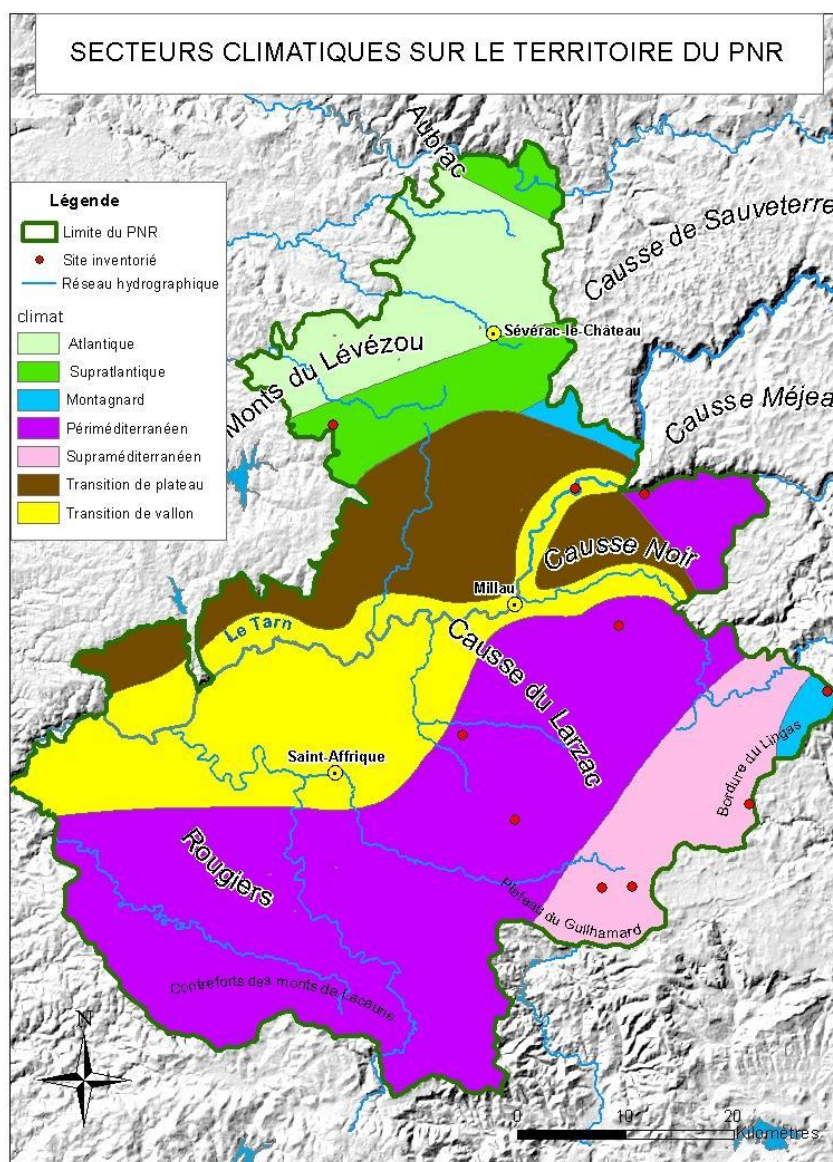 SECTEURS CLIMATIQUES SUR LE TERRITOIRE DU PNR
Aubrac
Légende
Limite du PNR
Site inventorié
Réseau hydrographique
climat
Atlantique
Supratlantique
Montagnard
Périméditerranéen
Supraméditerranéen
Transition de plateau
Transition de vallon
Causse de Sauveterre
Sévérac-le-Château
Monts du Lévézou
Causse Méjea
Causse Noir
Millau
Le Tarn
Causse du Larzac
Saint-Affrique
Bordure du Lingas
Rougiers
Plateau du Guilhamard
Contreforts des monts de Lacaune
N
0 10 20
Kilomètres